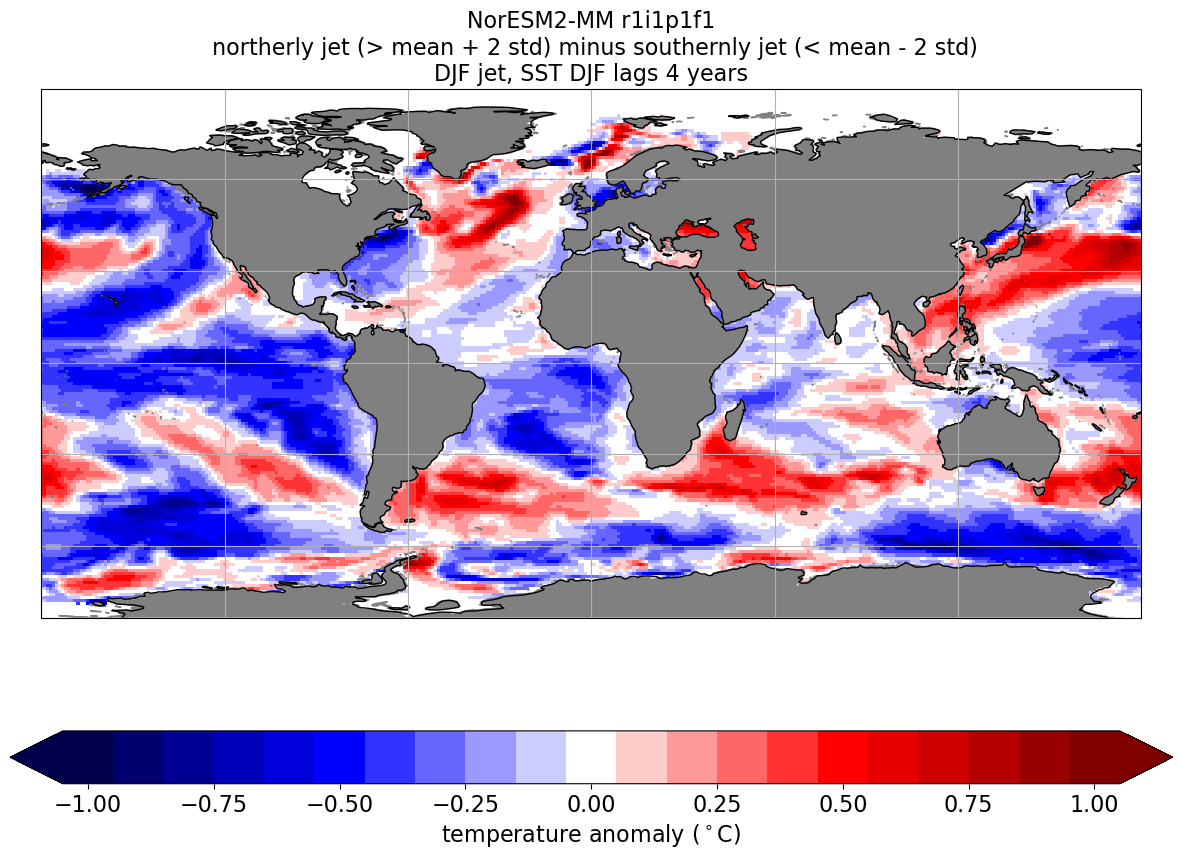 NorESM2-MM r1i1p1f1
northerly jet (> mean + 2 std) minus southernly jet (< mean - 2 std)
DJF jet, SST DJF lags 4 years
−1.00 −0.75 −0.50 −0.25 0.00 0.25 0.50 0.75 1.00
temperature anomaly (°C)